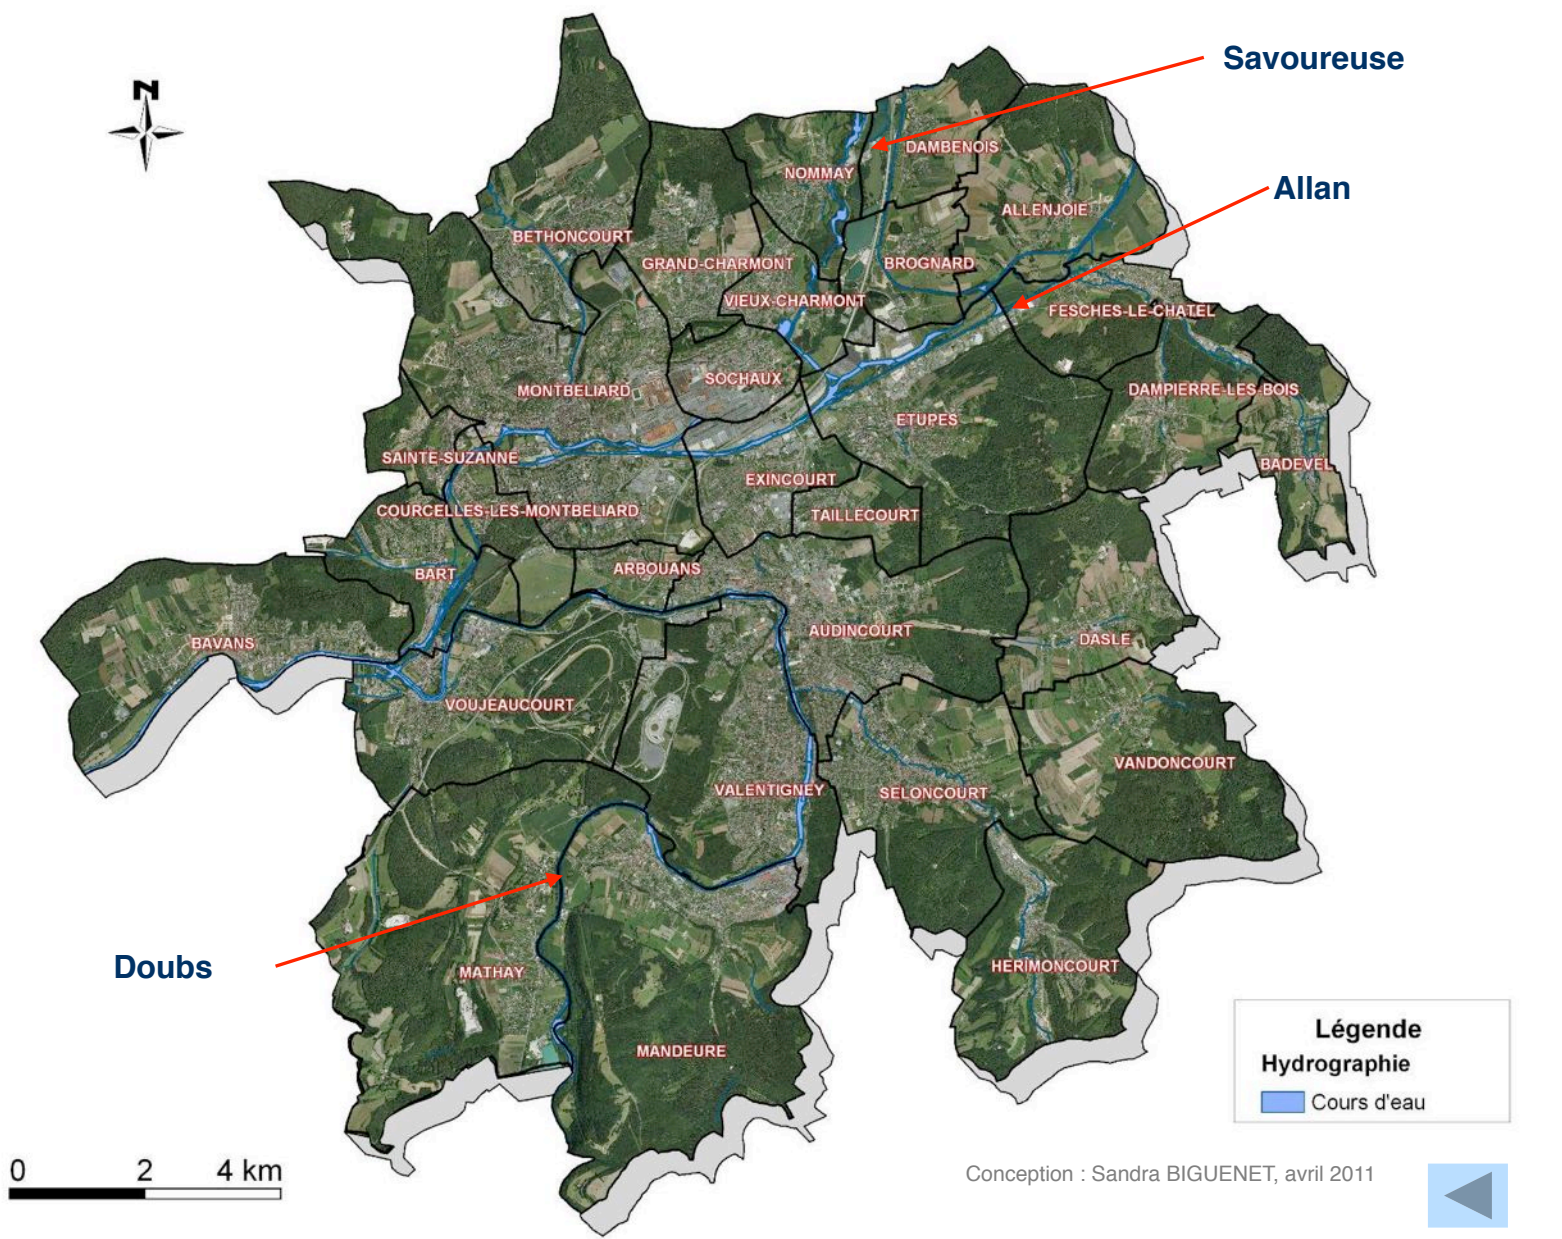 Savoureuse
N
DAMBENOIS
NOMMAY
Allan
ALLENJOIE
BETHONCOURT
GRAND-CHARMONT
BROGNARD
VIEUX-CHARMONT
FESCHES-LE-CHATEL
SOCHAUX
MONTBELIARD
DAMPIERRE-LES-BOIS
ETUPES
SAINTE-SUZANNE
BADEVEL
EXINCOURT
COURCELLES-LES-MONTBELIARD
TAILLECOURT
ARBOUANS
BART
AUDINCOURT
DASLE
BAVANS
VOUJEAUCOURT
VANDONCOURT
VALENTIGNEY
SELONCOURT
Doubs
MATHAY
HERIMONCOURT
MANDEURE
Légende
Hydrographie
Cours d'eau
0 2 4 km
Conception : Sandra BIGUENET, avril 2011